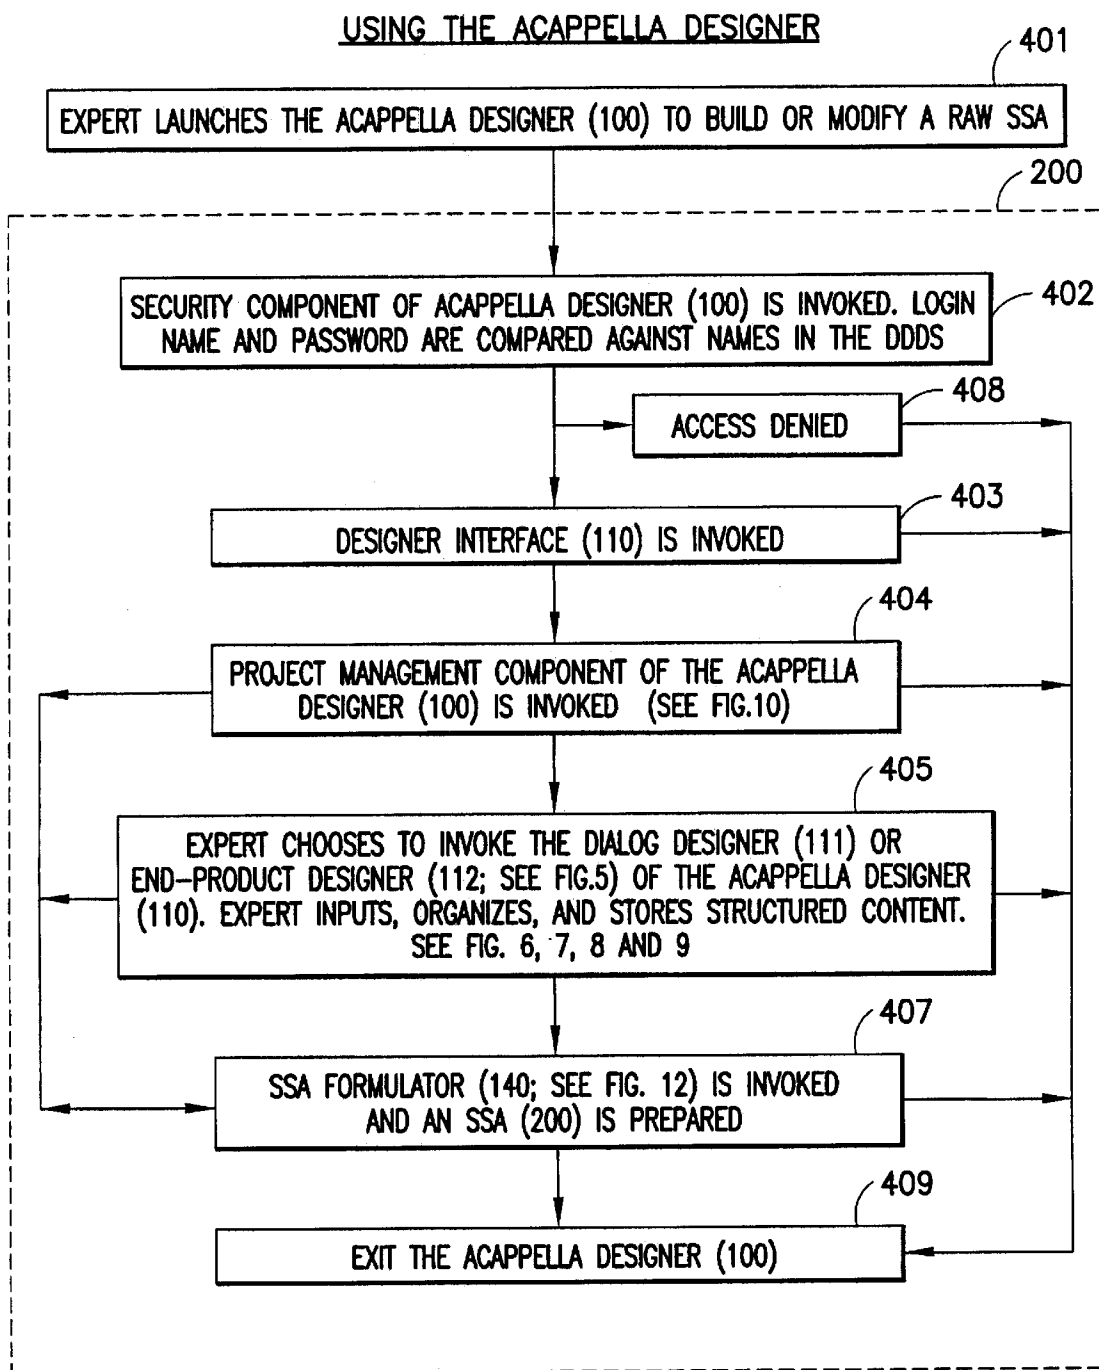 USING THE ACAPPELLA DESIGNER
401
EXPERT LAUNCHES THE ACAPPELLA DESIGNER (100) TO BUILD OR MODIFY A RAW SSA
200
SECURITY COMPONENT OF ACAPPELLA DESIGNER (100) IS INVOKED. LOGIN
NAME AND PASSWORD ARE COMPARED AGAINST NAMES IN THE DDDS
402
408
ACCESS DENIED
403
DESIGNER INTERFACE (110) IS INVOKED
404
PROJECT MANAGEMENT COMPONENT OF THE ACAPPELLA
DESIGNER (100) IS INVOKED (SEE FIG.10)
405
EXPERT CHOOSES TO INVOKE THE DIALOG DESIGNER (111) OR
END-PRODUCT DESIGNER (112; SEE FIG.5) OF THE ACAPPELLA DESIGNER
(110). EXPERT INPUTS, ORGANIZES, AND STORES STRUCTURED CONTENT.
SEE FIG. 6, 7, 8 AND 9
407
SSA FORMULATOR (140; SEE FIG. 12) IS INVOKED
AND AN SSA (200) IS PREPARED
409
EXIT THE ACAPPELLA DESIGNER (100)